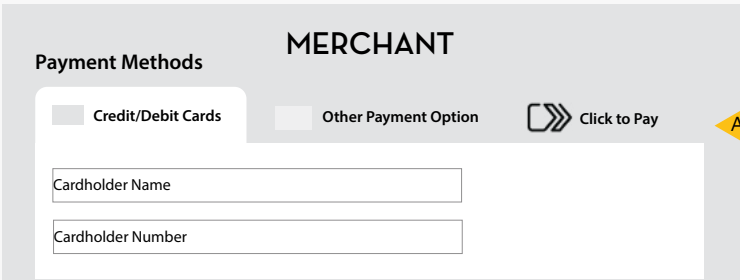 MERCHANT
Payment Methods
Credit/Debit Cards Other Payment Option Click to Pay
A
Cardholder Name
Cardholder Number